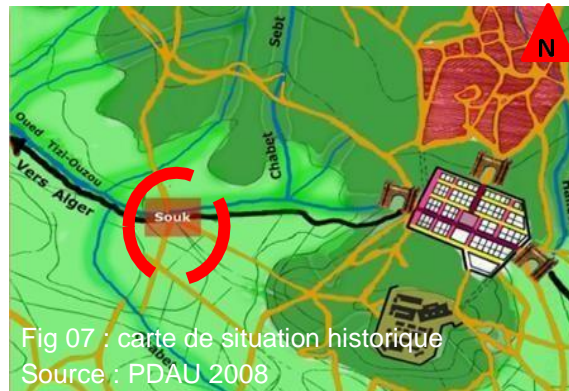 N
Sebt
Chabet
Oued Tizi-Ouzou
Vers Alger
Souk
Fig 07 : carte de situation historique
Source : PDAU 2008